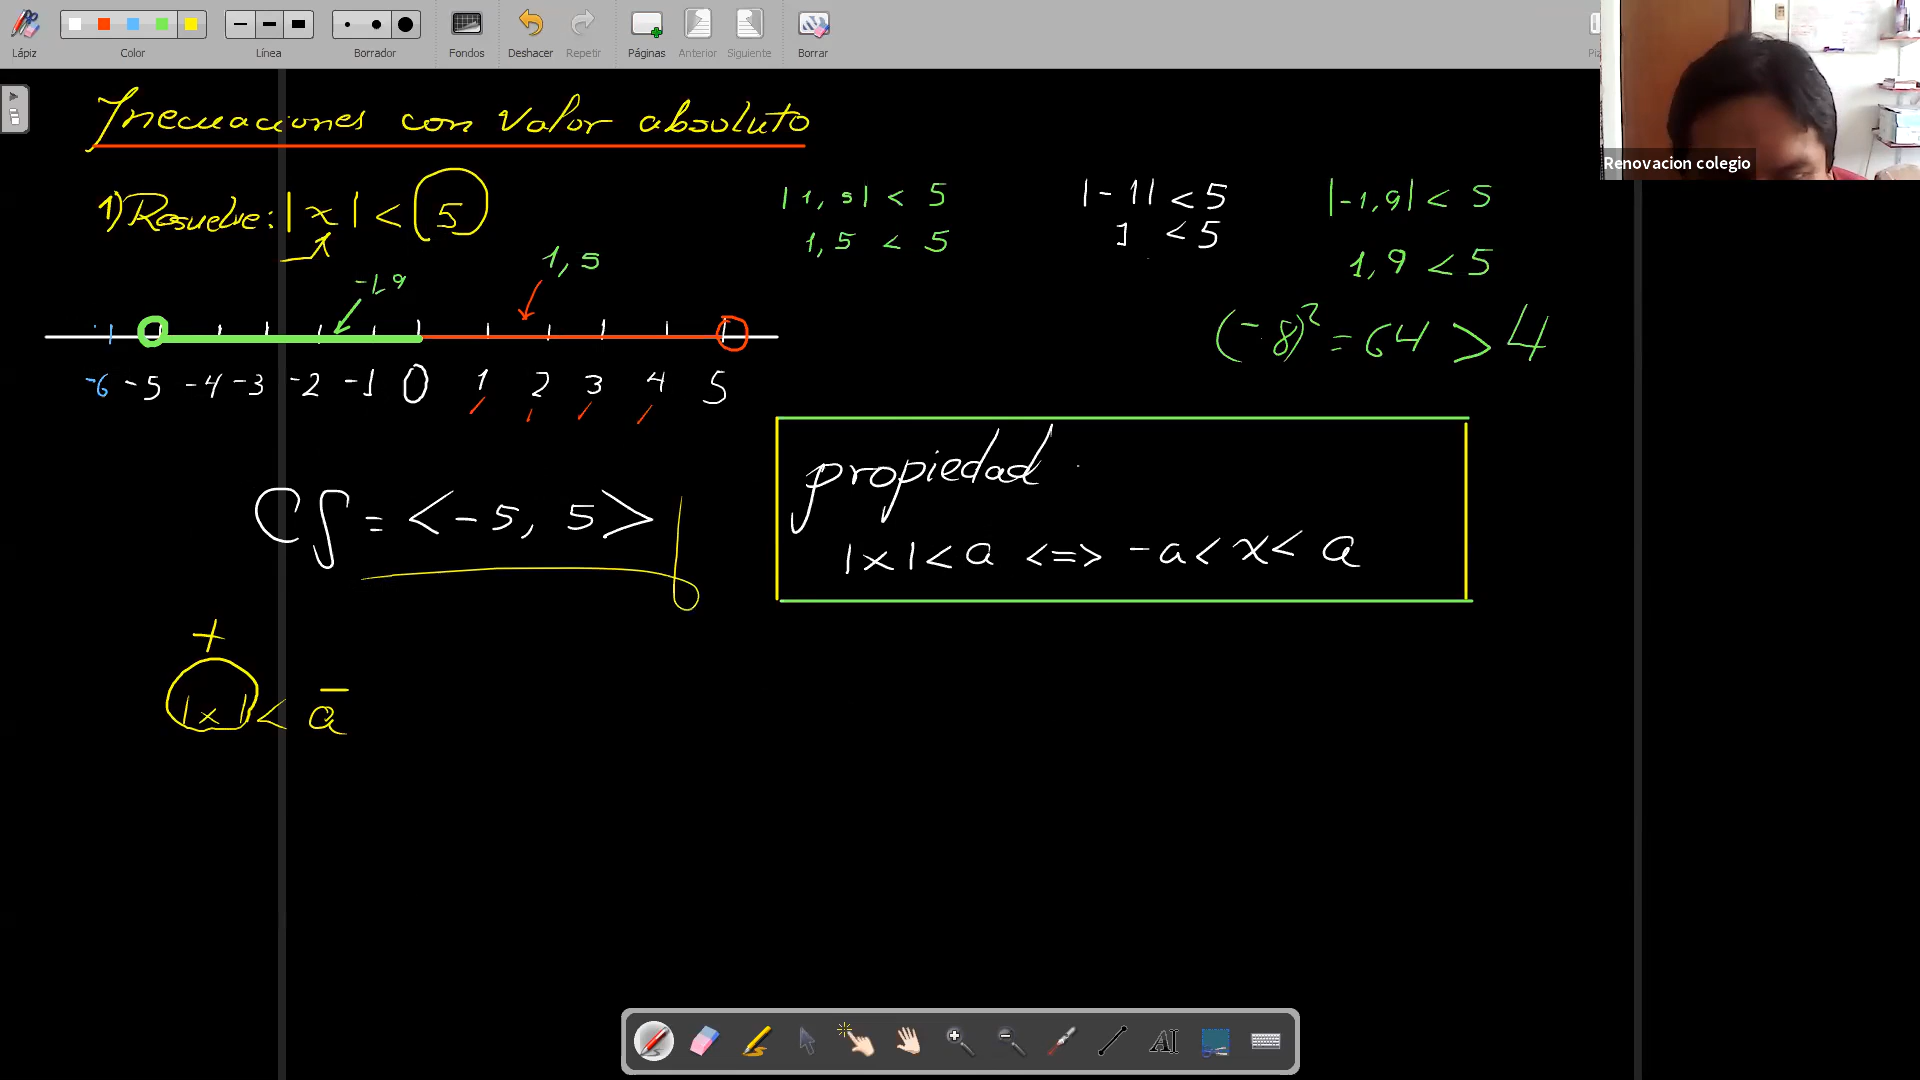 Lápiz Color Línea Borrador Fondos Deshacer Repetir Páginas Anterior Siguiente Borrar
Renovacion colegio
Inecuaciones con valor absoluto
1) Resuelve: |x| < 5
1
|1,5| < 5
1,5 < 5
|-1| < 5
1 < 5
|-1,9| < 5
1,9 < 5
(-8)² = 64 > 4
-1,9
1,5
-6 -5 -4 -3 -2 -1 0 1 2 3 4 5
CS = <-5, 5>
propiedad
|x| < a <=> -a < x < a
+
|x| < a